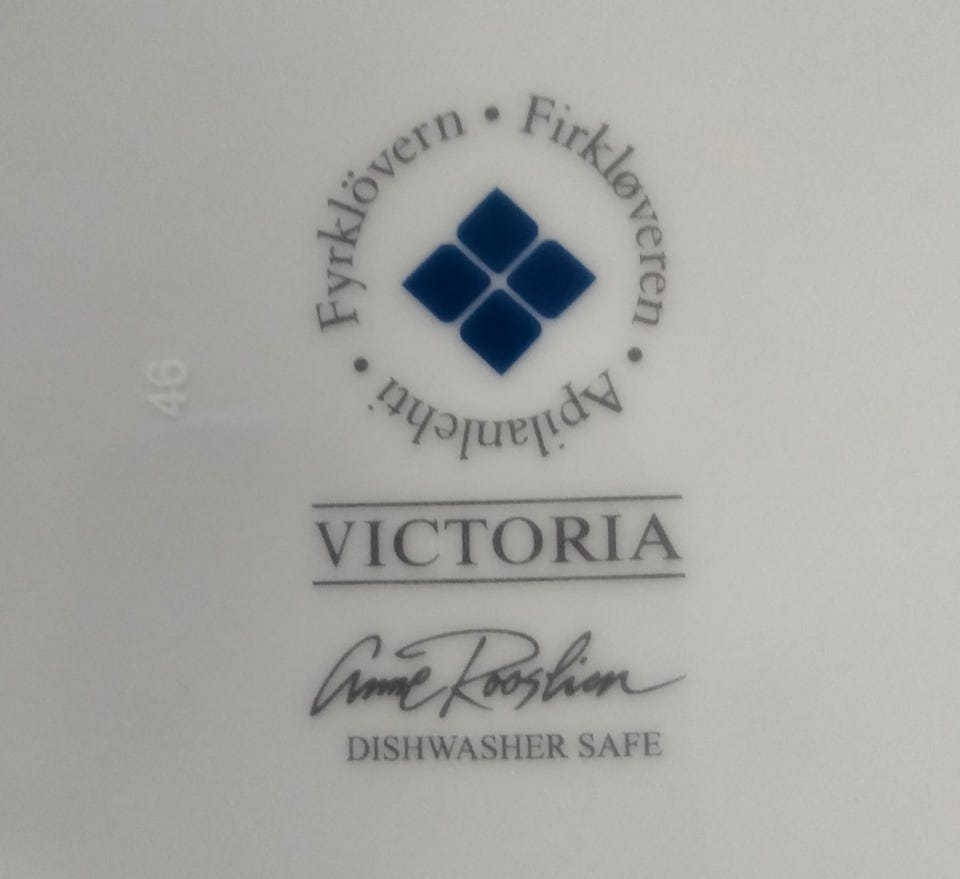 Fyrklövern • Firkløveren • Apilanlehti •
46
VICTORIA
Anne Rooslien
DISHWASHER SAFE